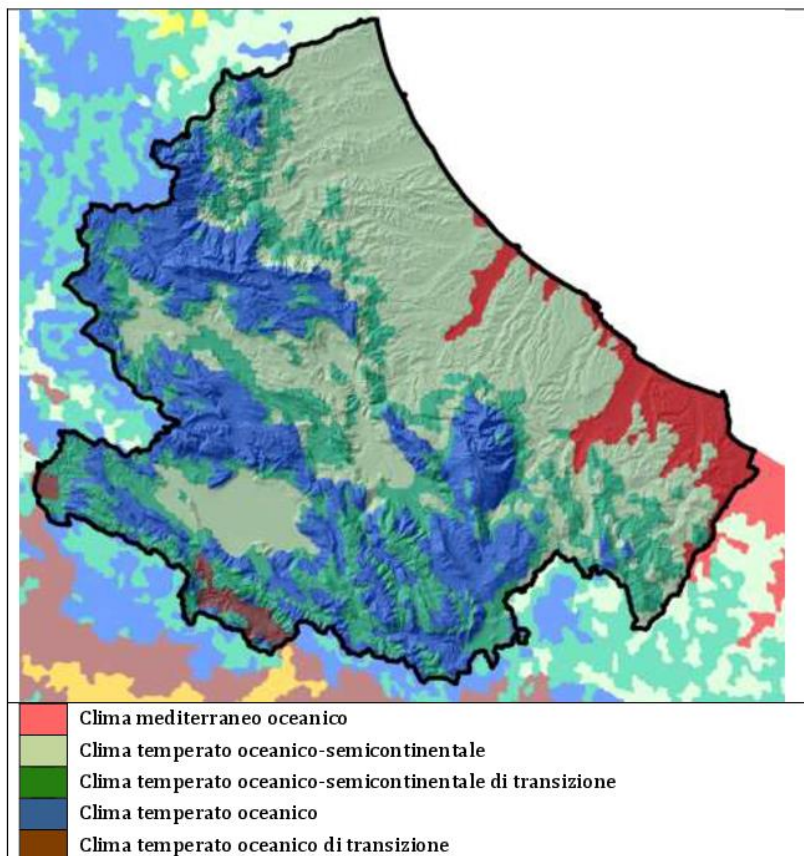 Clima mediterraneo oceanico
Clima temperato oceanico-semicontinentale
Clima temperato oceanico-semicontinentale di transizione
Clima temperato oceanico
Clima temperato oceanico di transizione